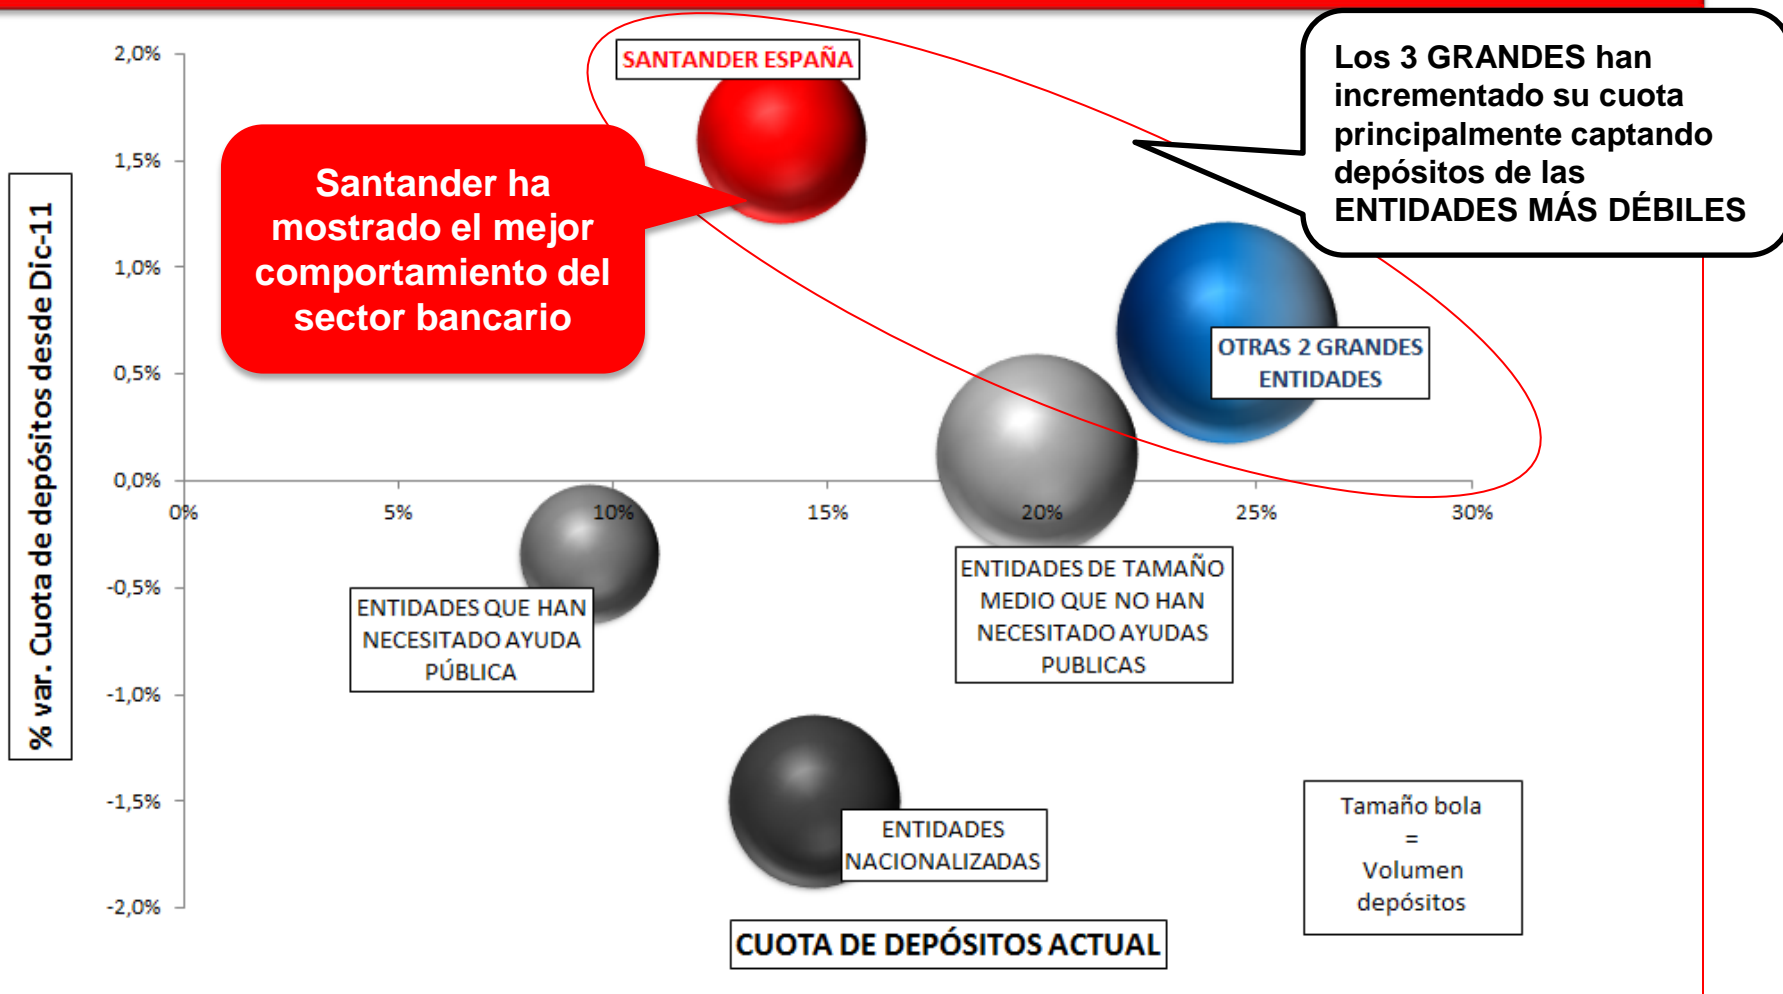 SANTANDER ESPAÑA
Los 3 GRANDES han
incrementado su cuota
principalmente captando
depósitos de las
ENTIDADES MÁS DÉBILES
Santander ha
mostrado el mejor
comportamiento del
sector bancario
% var. Cuota de depósitos desde Dic-11
2,0%
1,5%
1,0%
0,5%
0,0%
-0,5%
-1,0%
-1,5%
-2,0%
0%
5%
10%
15%
20%
25%
30%
OTRAS 2 GRANDES
ENTIDADES
ENTIDADES QUE HAN
NECESITADO AYUDA
PÚBLICA
ENTIDADES DE TAMAÑO
MEDIO QUE NO HAN
NECESITADO AYUDAS
PUBLICAS
ENTIDADES
NACIONALIZADAS
Tamaño bola
=
Volumen
depósitos
CUOTA DE DEPÓSITOS ACTUAL